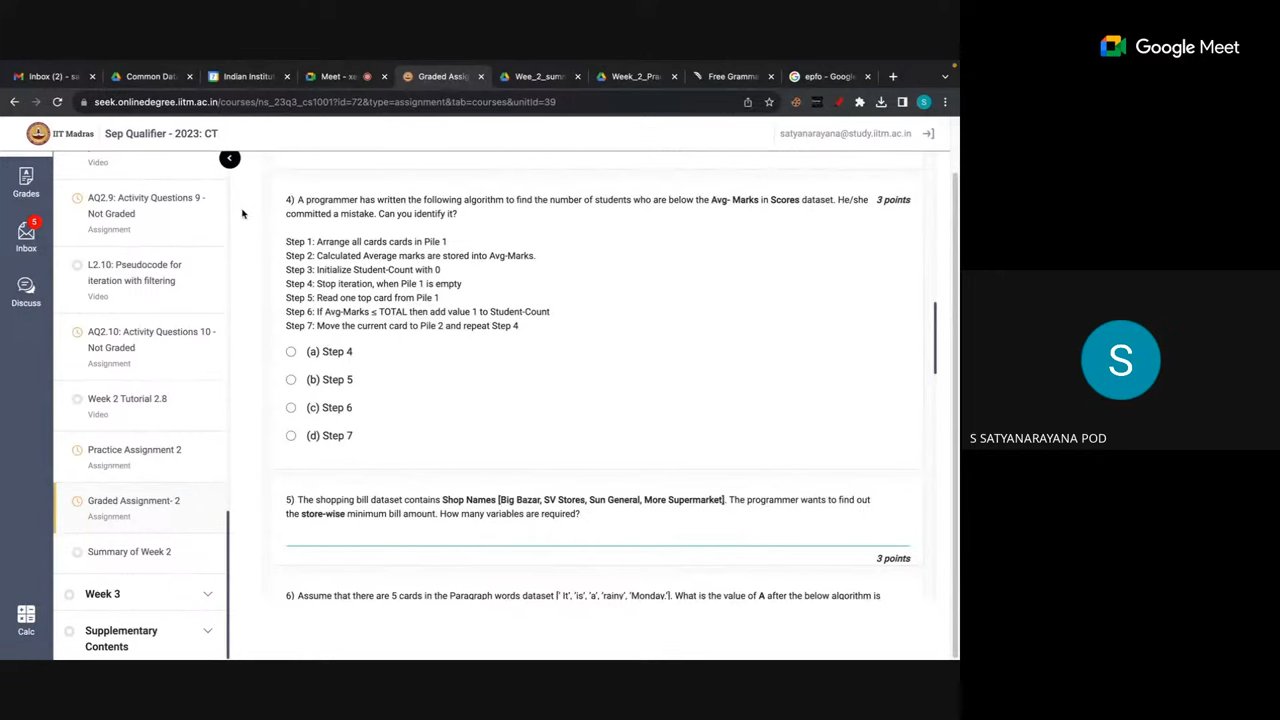 Google Meet
Inbox (2) - sa
Common Dat
Indian Institut
Meet - xe
Graded Assig
Wee_2_summ
Week_2_Prac
Free Gramma
epfo - Google
seek.onlinedegree.iitm.ac.in/courses/ns_23q3_cs1001?id=72&type=assignment&tab=courses&unitId=39
S
IIT Madras
Sep Qualifier - 2023: CT
satyanarayana@study.iitm.ac.in
Grades
5
Inbox
Discuss
Calc
Video
AQ2.9: Activity Questions 9 -
Not Graded
Assignment
L2.10: Pseudocode for
iteration with filtering
Video
AQ2.10: Activity Questions 10 -
Not Graded
Assignment
Week 2 Tutorial 2.8
Video
Practice Assignment 2
Assignment
Graded Assignment- 2
Assignment
Summary of Week 2
Week 3
Supplementary
Contents
4) A programmer has written the following algorithm to find the number of students who are below the Avg- Marks in Scores dataset. He/she 3 points
committed a mistake. Can you identify it?
Step 1: Arrange all cards cards in Pile 1
Step 2: Calculated Average marks are stored into Avg-Marks.
Step 3: Initialize Student-Count with 0
Step 4: Stop iteration, when Pile 1 is empty
Step 5: Read one top card from Pile 1
Step 6: If Avg-Marks ≤ TOTAL then add value 1 to Student-Count
Step 7: Move the current card to Pile 2 and repeat Step 4
(a) Step 4
(b) Step 5
(c) Step 6
(d) Step 7
5) The shopping bill dataset contains Shop Names [Big Bazar, SV Stores, Sun General, More Supermarket]. The programmer wants to find out
the store-wise minimum bill amount. How many variables are required?
3 points
6) Assume that there are 5 cards in the Paragraph words dataset [' It', 'is', 'a', 'rainy', 'Monday.']. What is the value of A after the below algorithm is
S
S SATYANARAYANA POD